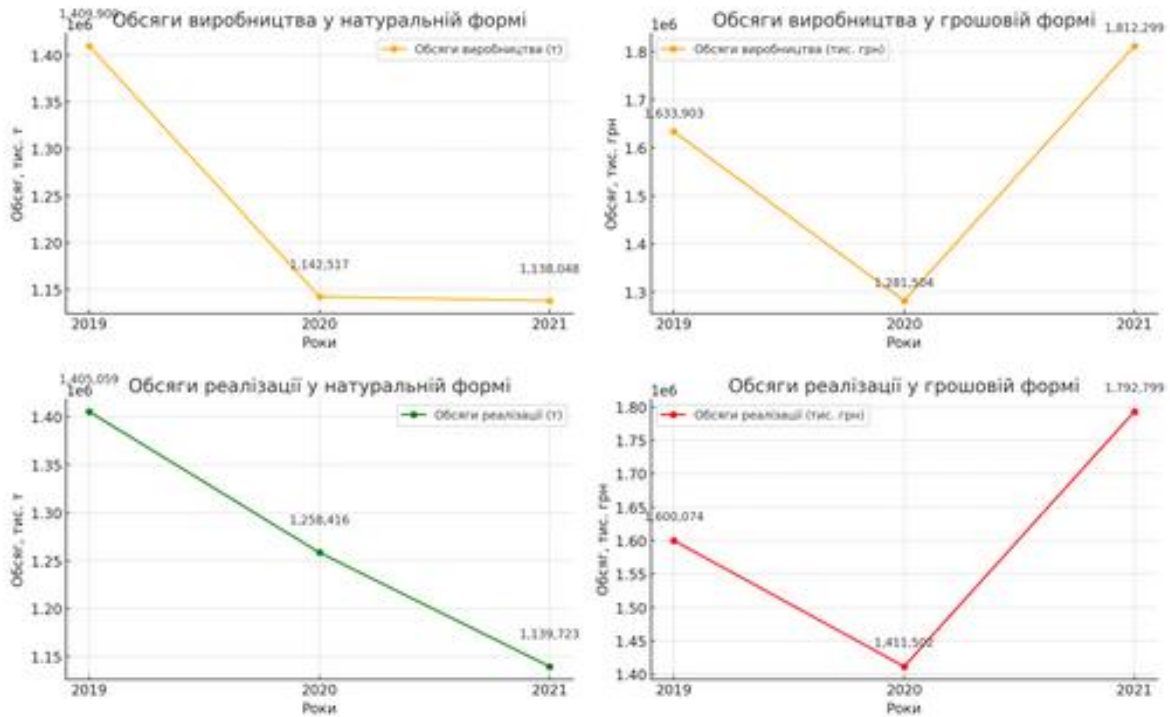 Обсяги виробництва у натуральній формі
1,409,900
1e6
Обсяги виробництва (т)
1.40
1.35
1.30
1.25
1.20
1.15
Обсяг, тис. т
1,142,517
1,138,048
2019
2020
2021
Роки
Обсяги виробництва у грошовій формі
1e6
1,812,299
Обсяги виробництва (тис. грн)
1.8
1.7
1.6
1.5
1.4
1.3
Обсяг, тис. грн
1,633,903
1,281,504
2019
2020
2021
Роки
Обсяги реалізації у натуральній формі
1,405,059
1e6
Обсяги реалізації (т)
1.40
1.35
1.30
1.25
1.20
1.15
Обсяг, тис. т
1,258,416
1,139,723
2019
2020
2021
Роки
Обсяги реалізації у грошовій формі
1e6
1,792,799
Обсяги реалізації (тис. грн)
1.80
1.75
1.70
1.65
1.60
1.55
1.50
1.45
1.40
Обсяг, тис. грн
1,600,074
1,411,502
2019
2020
2021
Роки